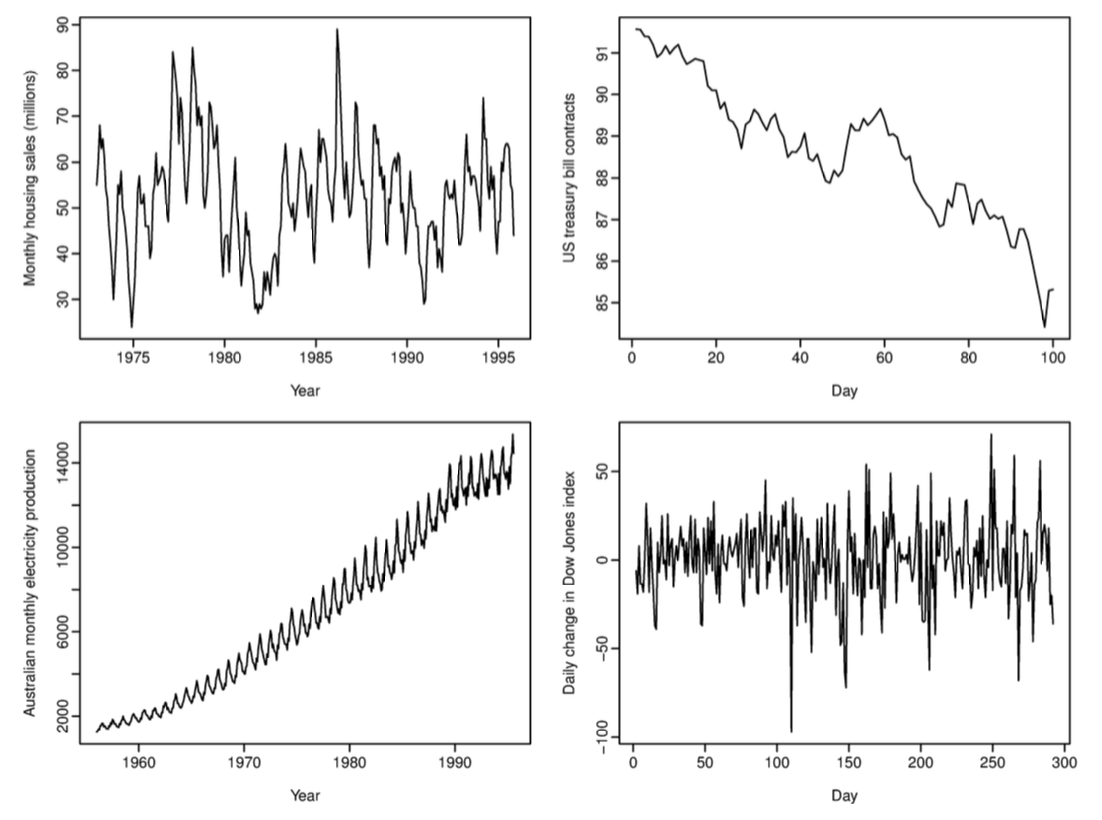 Monthly housing sales (millions)
90
80
70
60
50
40
30
1975 1980 1985 1990 1995
Year
US treasury bill contracts
91
90
89
88
87
86
85
0 20 40 60 80 100
Day
Australian monthly electricity production
14000
10000
6000
2000
1960 1970 1980 1990
Year
Daily change in Dow Jones index
50
0
−50
−100
0 50 100 150 200 250 300
Day